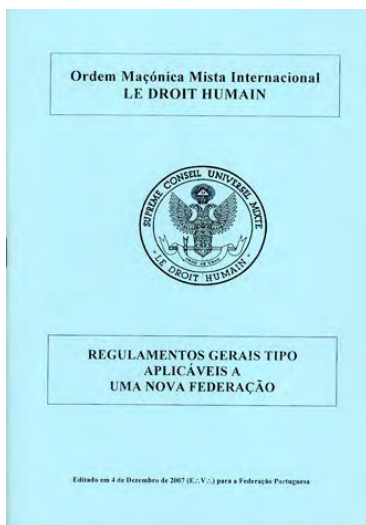 Ordem Maçónica Mista Internacional
LE DROIT HUMAIN
SUPREME CONSEIL UNIVERSEL MIXTE
LE DROIT HUMAIN
REGULAMENTOS GERAIS TIPO
APLICÁVEIS A
UMA NOVA FEDERAÇÃO
Editado em 4 de Dezembro de 2007 (E∴V∴) para a Federação Portuguesa